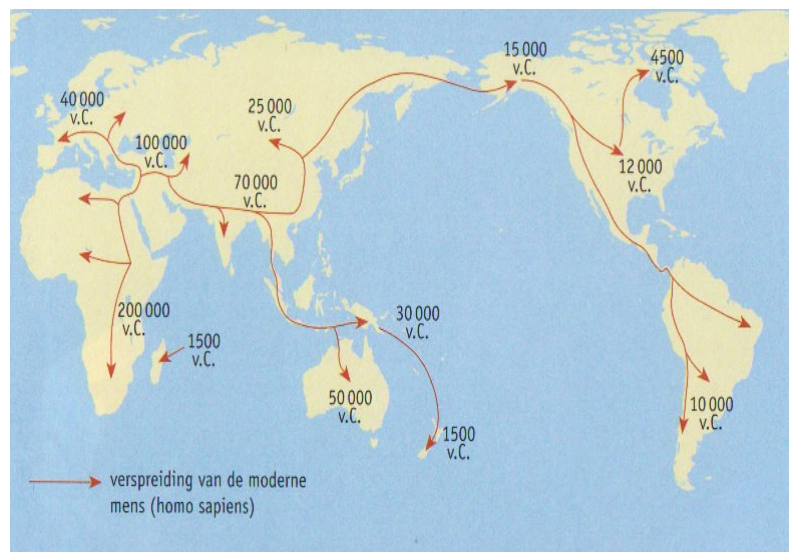 15 000
v.C.
4500
v.C.
40 000
v.C.
25 000
v.C.
100 000
v.C.
12 000
v.C.
70 000
v.C.
200 000
v.C.
30 000
v.C.
1500
v.C.
50 000
v.C.
10 000
v.C.
1500
v.C.
verspreiding van de moderne
mens (homo sapiens)